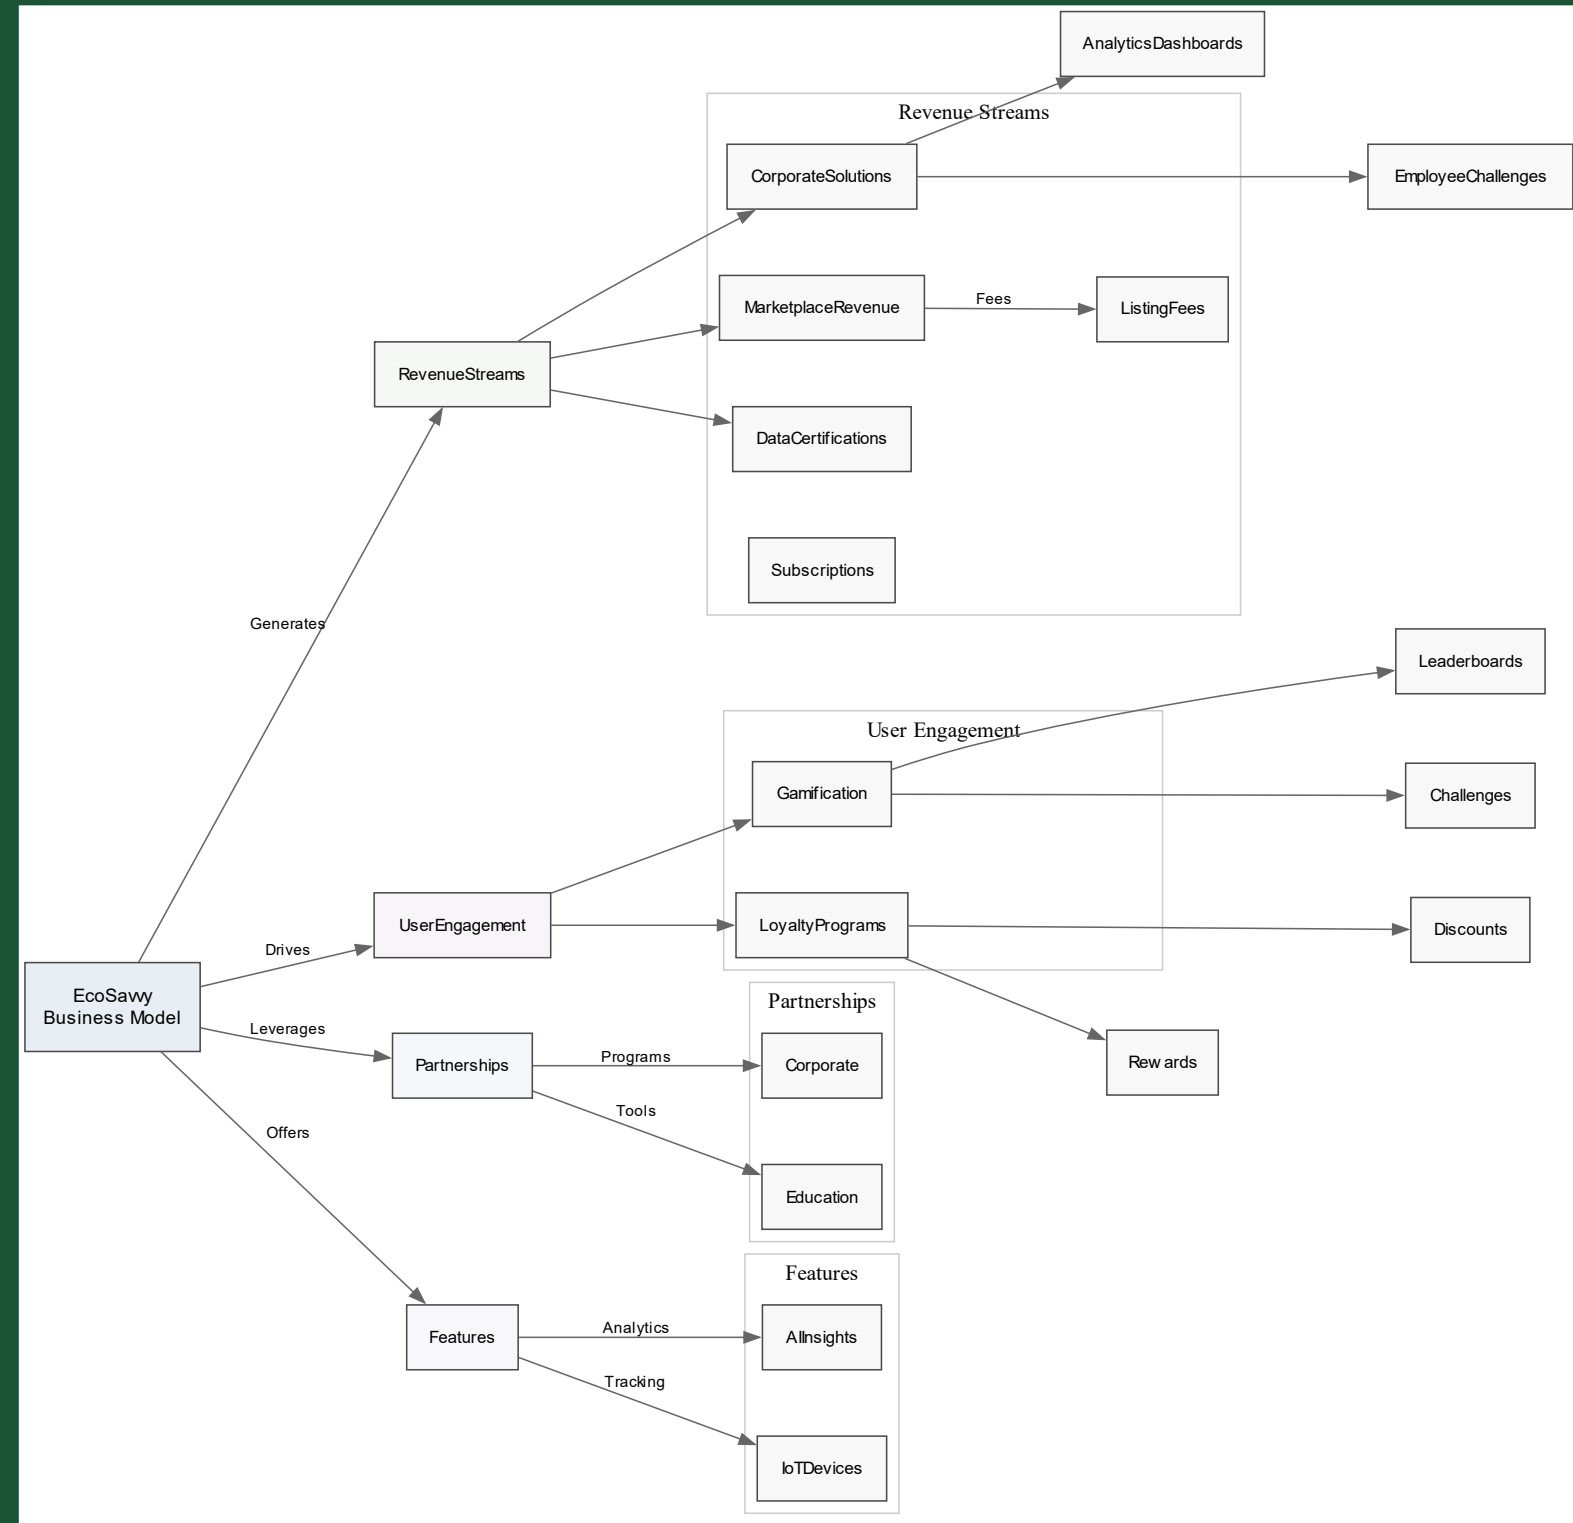 AnalyticsDashboards
Revenue Streams
CorporateSolutions
EmployeeChallenges
MarketplaceRevenue
Fees
ListingFees
RevenueStreams
DataCertifications
Subscriptions
Generates
Leaderboards
User Engagement
Gamification
Challenges
UserEngagement
LoyaltyPrograms
Discounts
Drives
EcoSavvy
Business Model
Leverages
Partnerships
Partnerships
Programs
Corporate
Rewards
Tools
Offers
Education
Features
Features
Analytics
AIInsights
Tracking
IoTDevices